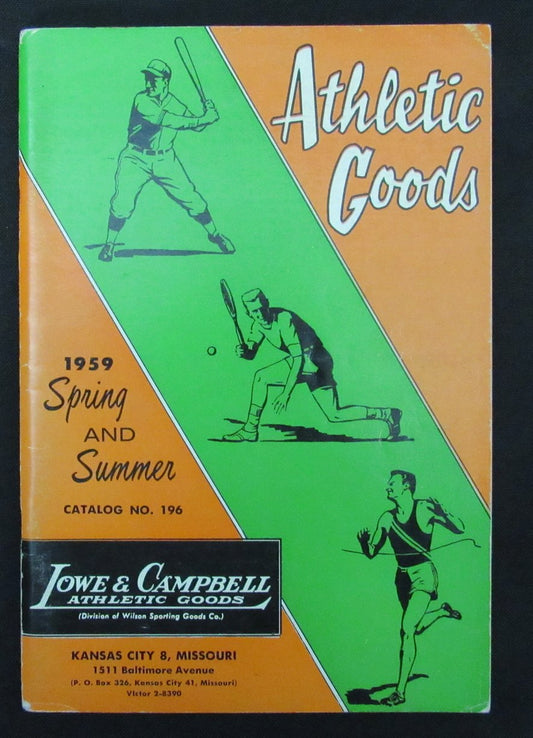 Athletic
Goods
1959
Spring
AND
Summer
CATALOG NO. 196
LOWE & CAMPBELL
ATHLETIC GOODS
(Division of Wilson Sporting Goods Co.)
KANSAS CITY 8, MISSOURI
1511 Baltimore Avenue
(P. O. Box 326, Kansas City 41, Missouri)
VIctor 2-8390